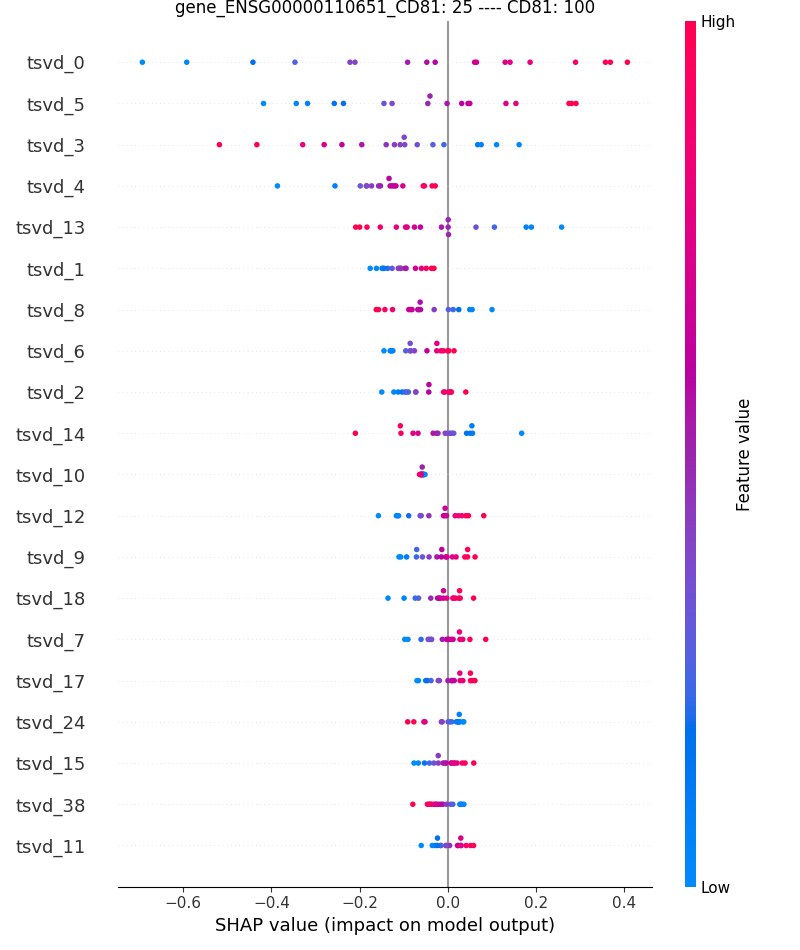 gene_ENSG00000110651_CD81: 25 ---- CD81: 100
High
tsvd_0
tsvd_5
tsvd_3
tsvd_4
tsvd_13
tsvd_1
tsvd_8
tsvd_6
tsvd_2
tsvd_14
tsvd_10
tsvd_12
tsvd_9
tsvd_18
tsvd_7
tsvd_17
tsvd_24
tsvd_15
tsvd_38
tsvd_11
Feature value
Low
−0.6 −0.4 −0.2 0.0 0.2 0.4
SHAP value (impact on model output)